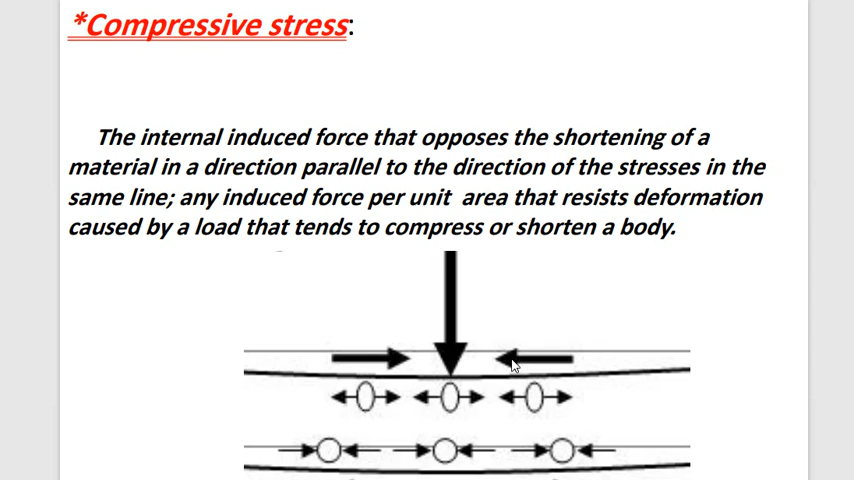 *Compressive stress:
The internal induced force that opposes the shortening of a
material in a direction parallel to the direction of the stresses in the
same line; any induced force per unit area that resists deformation
caused by a load that tends to compress or shorten a body.